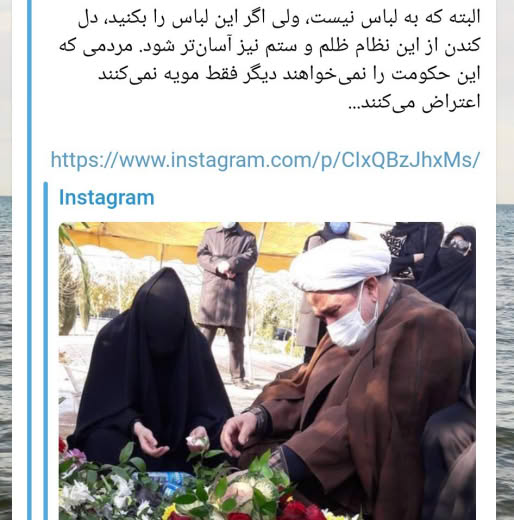 البته که به لباس نیست، ولی اگر این لباس را بکنید، دل
کندن از این نظام ظلم و ستم نیز آسان‌تر شود. مردمی که
این حکومت را نمی‌خواهند دیگر فقط مویه نمی‌کنند
اعتراض می‌کنند...
https://www.instagram.com/p/CIxQBzJhxMs/
Instagram